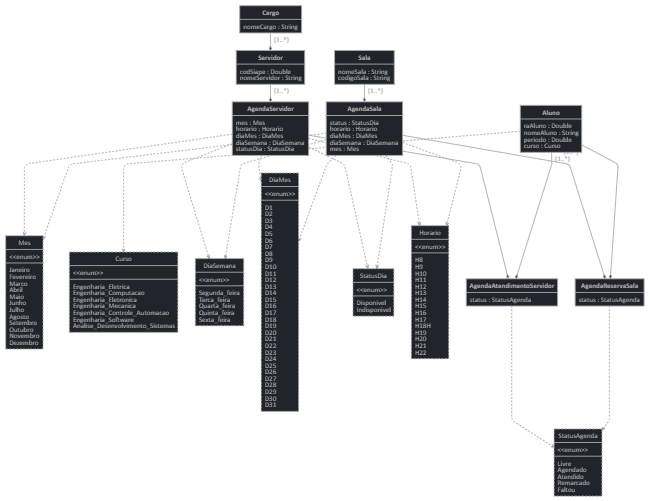 Cargo
nomeCargo : String
{1..*}
Servidor
codSiape : Double
nomeServidor : String
{1..*}
Sala
nomeSala : String
codigoSala : String
{1..*}
AgendaServidor
mes : Mes
horario : Horario
diaMes : DiaMes
diaSemana : DiaSemana
statusDia : StatusDia
AgendaSala
status : StatusDia
horario : Horario
diaMes : DiaMes
diaSemana : DiaSemana
mes : Mes
Aluno
raAluno : Double
nomeAluno : String
periodo : Double
curso : Curso
{1..*}
Mes
<<enum>>
Janeiro
Fevereiro
Marco
Abril
Maio
Junho
Julho
Agosto
Setembro
Outubro
Novembro
Dezembro
Curso
<<enum>>
Engenharia_Eletrica
Engenharia_Computacao
Engenharia_Eletronica
Engenharia_Mecanica
Engenharia_Controle_Automacao
Engenharia_Software
Analise_Desenvolvimento_Sistemas
DiaSemana
<<enum>>
Segunda_feira
Terca_feira
Quarta_feira
Quinta_feira
Sexta_feira
DiaMes
<<enum>>
D1
D2
D3
D4
D5
D6
D7
D8
D9
D10
D11
D12
D13
D14
D15
D16
D17
D18
D19
D20
D21
D22
D23
D24
D25
D26
D27
D28
D29
D30
D31
StatusDia
<<enum>>
Disponivel
Indisponivel
Horario
<<enum>>
H8
H9
H10
H11
H12
H13
H14
H15
H16
H17
H18H
H19
H20
H21
H22
AgendaAtendimentoServidor
status : StatusAgenda
AgendaReservaSala
status : StatusAgenda
StatusAgenda
<<enum>>
Livre
Agendado
Atendido
Remarcado
Faltou